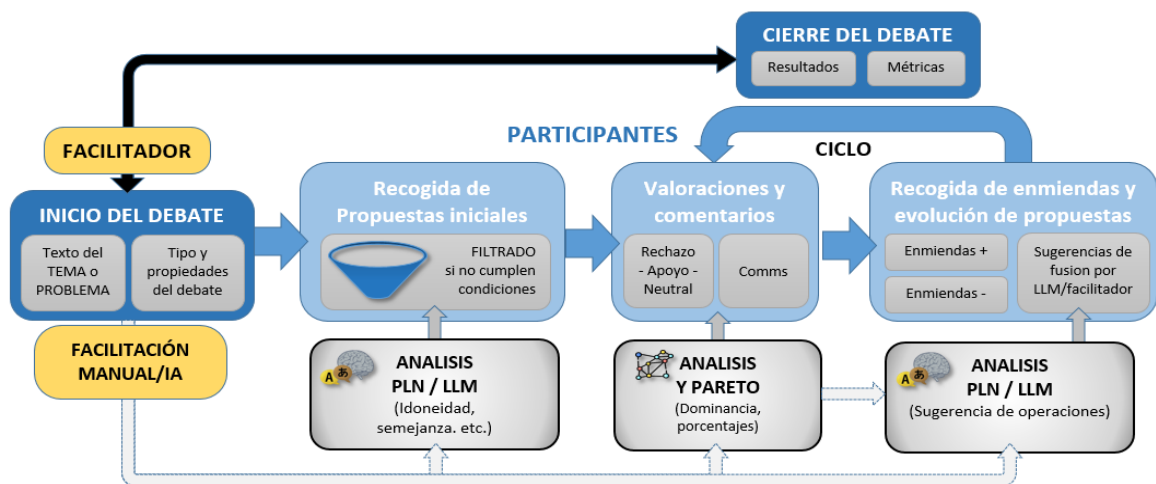 CIERRE DEL DEBATE
Resultados
Métricas
PARTICIPANTES
CICLO
FACILITADOR
INICIO DEL DEBATE
Texto del
TEMA o
PROBLEMA
Tipo y
propiedades
del debate
FACILITACIÓN
MANUAL/IA
Recogida de
Propuestas iniciales
FILTRADO
si no cumplen
condiciones
Valoraciones y
comentarios
Rechazo
- Apoyo -
Neutral
Comms
Recogida de enmiendas y
evolución de propuestas
Enmiendas +
Enmiendas -
Sugerencias de
fusion por
LLM/facilitador
A あ
ANALISIS
PLN / LLM
(Idoneidad,
semejanza. etc.)
ANALISIS
Y PARETO
(Dominancia,
porcentajes)
A あ
ANALISIS
PLN / LLM
(Sugerencia de operaciones)